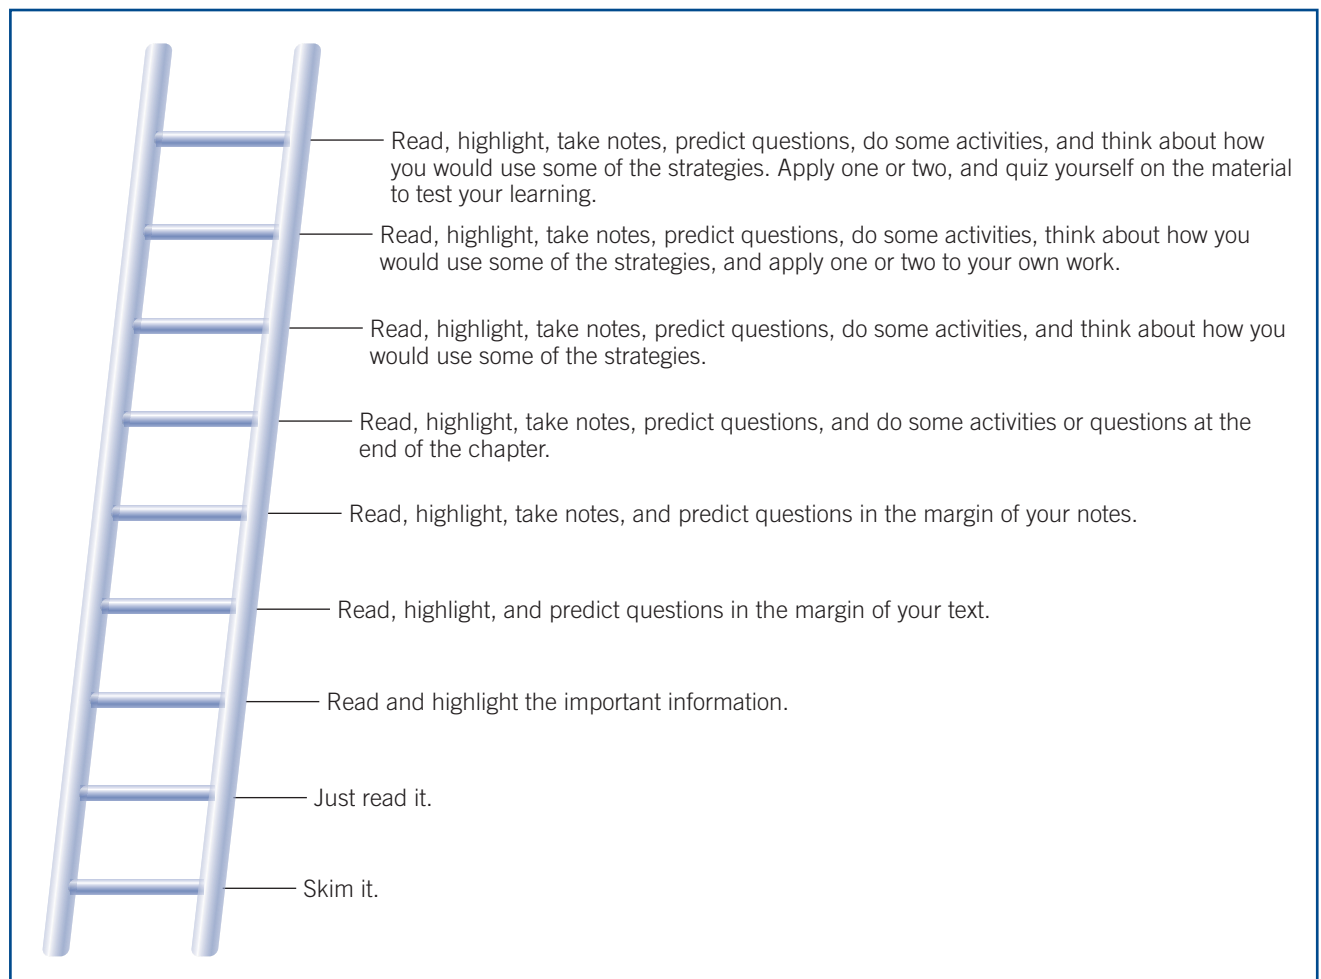 Read, highlight, take notes, predict questions, do some activities, and think about how
you would use some of the strategies. Apply one or two, and quiz yourself on the material
to test your learning.
Read, highlight, take notes, predict questions, do some activities, think about how you
would use some of the strategies, and apply one or two to your own work.
Read, highlight, take notes, predict questions, do some activities, and think about how you
would use some of the strategies.
Read, highlight, take notes, predict questions, and do some activities or questions at the
end of the chapter.
Read, highlight, take notes, and predict questions in the margin of your notes.
Read, highlight, and predict questions in the margin of your text.
Read and highlight the important information.
Just read it.
Skim it.